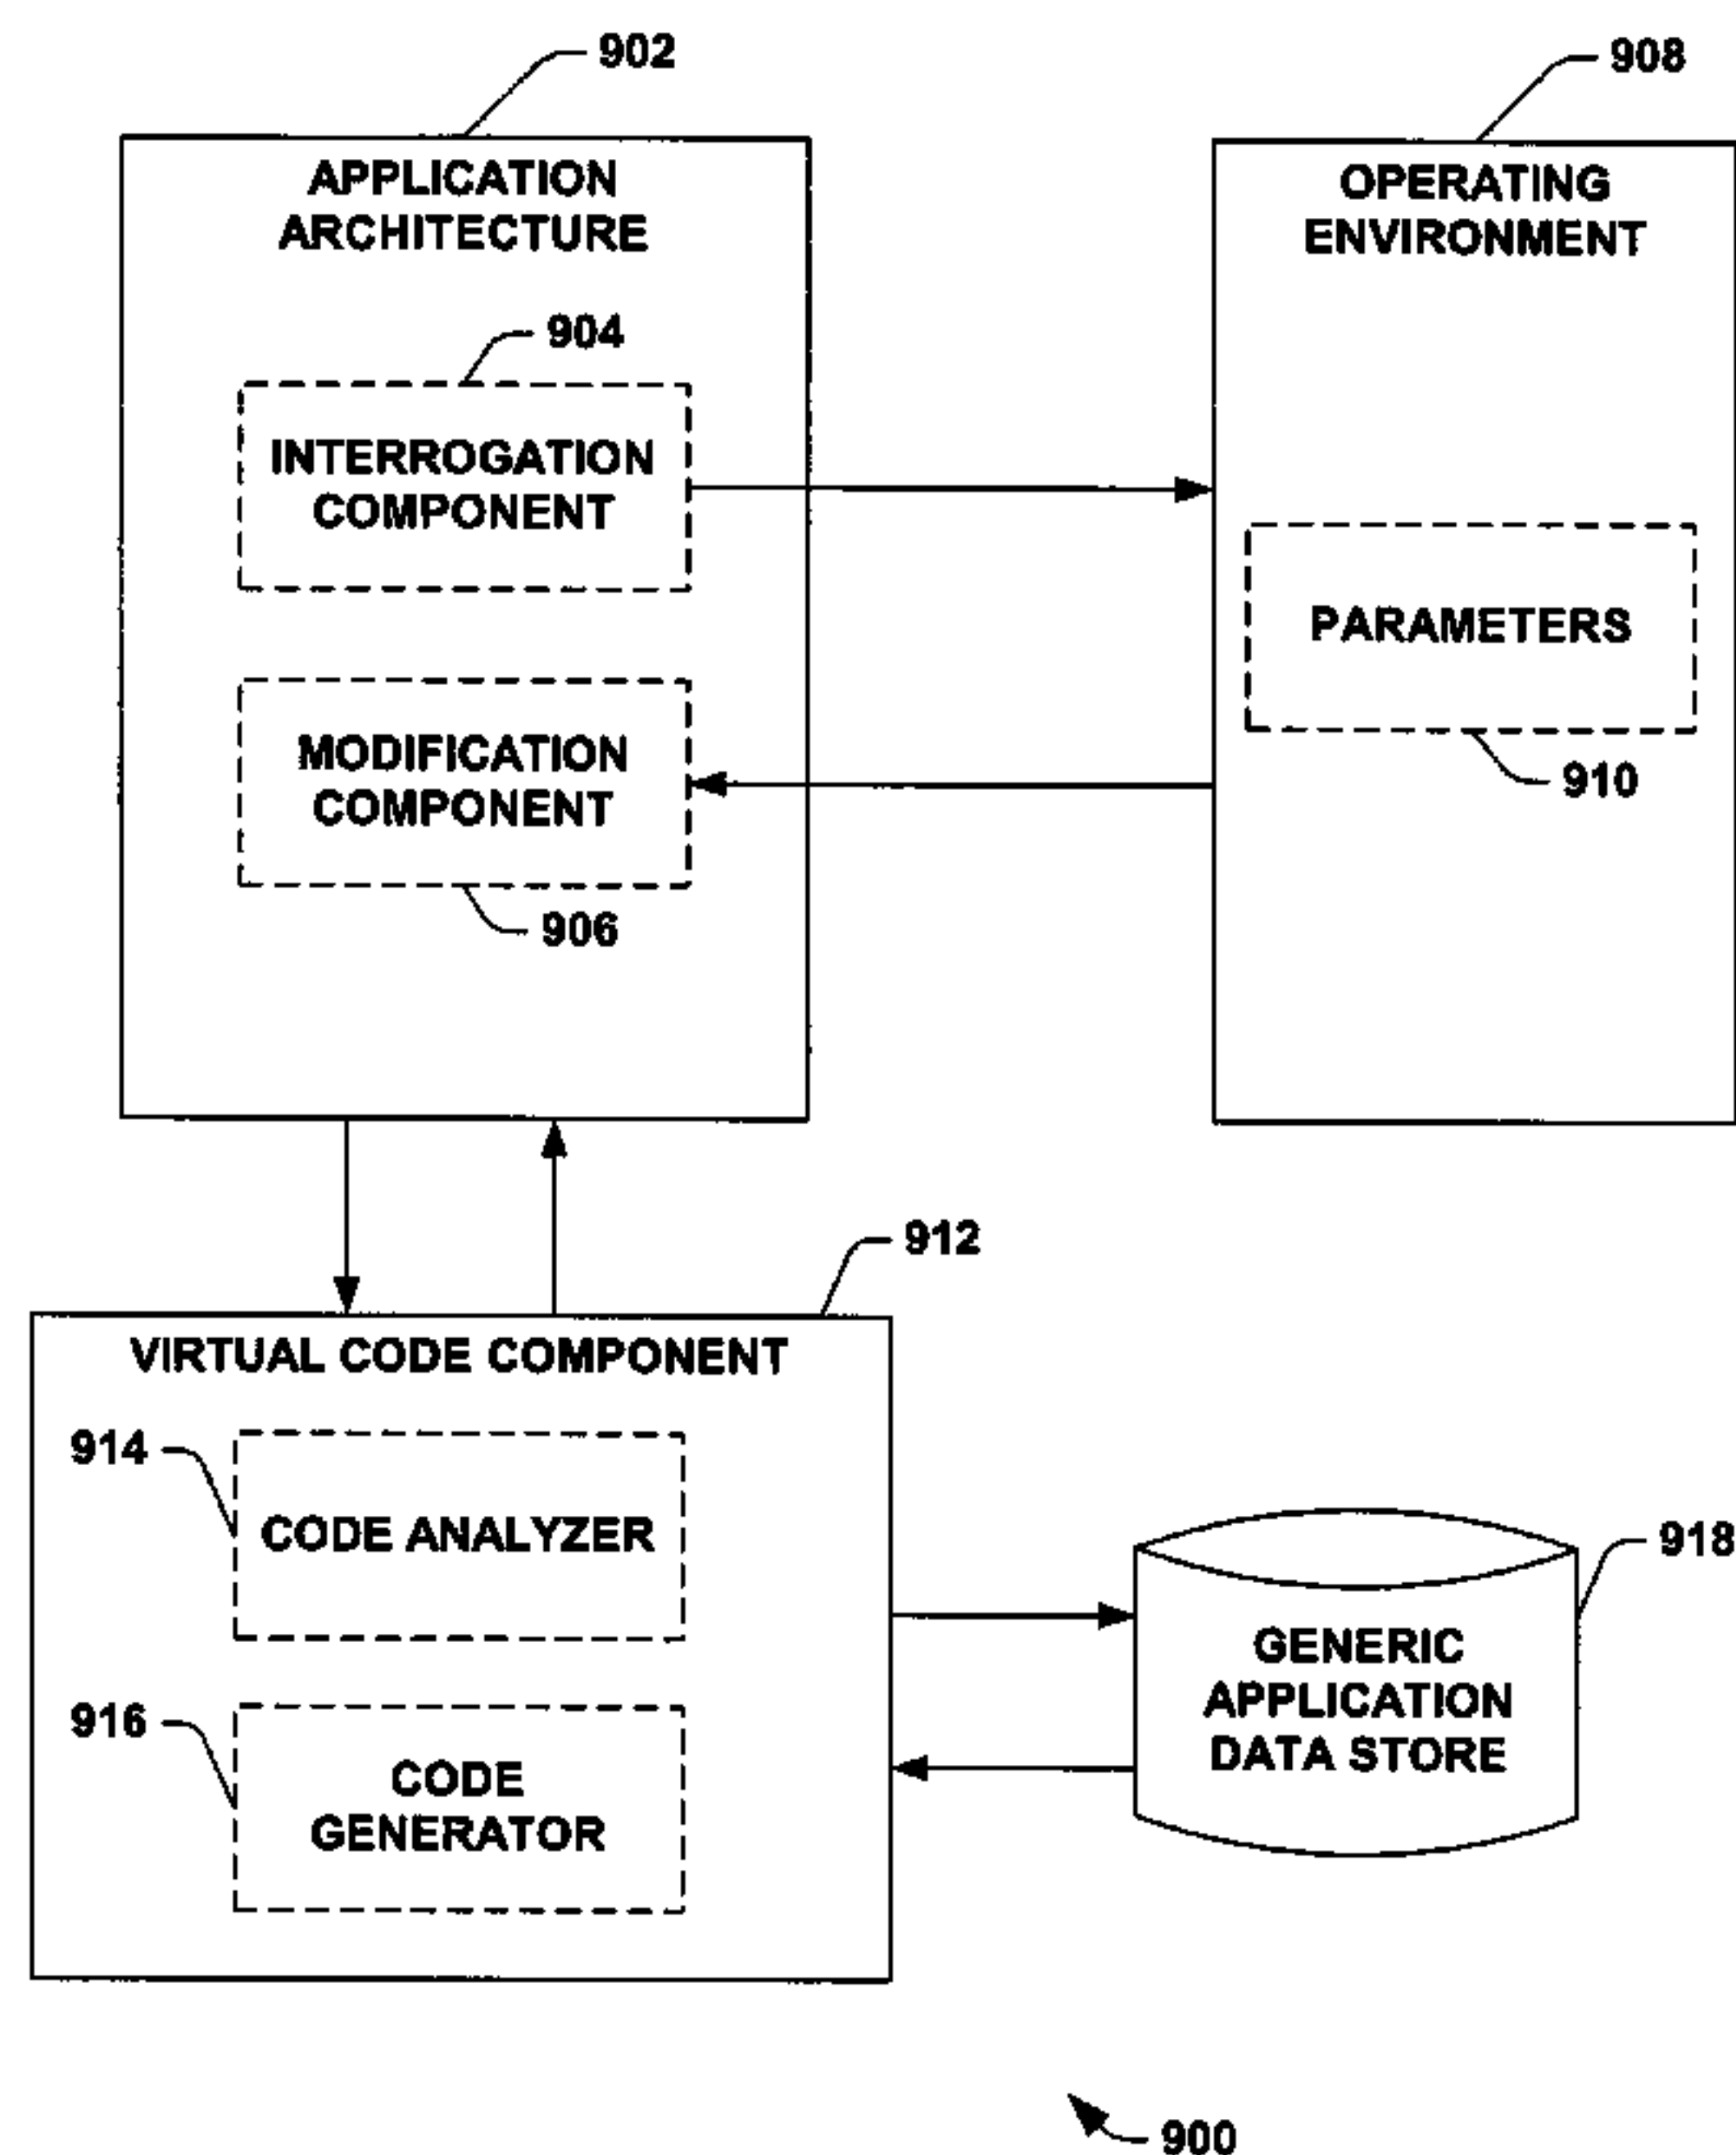 902
908
APPLICATION
ARCHITECTURE
OPERATING
ENVIRONMENT
904
INTERROGATION
COMPONENT
PARAMETERS
MODIFICATION
COMPONENT
910
906
912
VIRTUAL CODE COMPONENT
914
CODE ANALYZER
918
GENERIC
APPLICATION
DATA STORE
916
CODE
GENERATOR
900